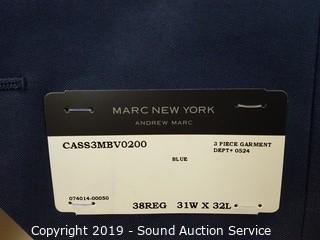 MARC NEW YORK
ANDREW MARC
CASS3MBV0200
3 PIECE GARMENT
DEPT+ 0524
BLUE
074014-00050
38REG 31W X 32L
Copyright 2019 - Sound Auction Service